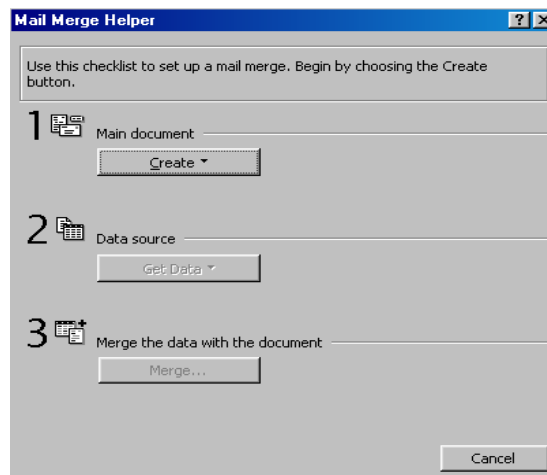 Mail Merge Helper
Use this checklist to set up a mail merge. Begin by choosing the Create
button.
1
Main document
Create
2
Data source
Get Data
3
Merge the data with the document
Merge...
Cancel